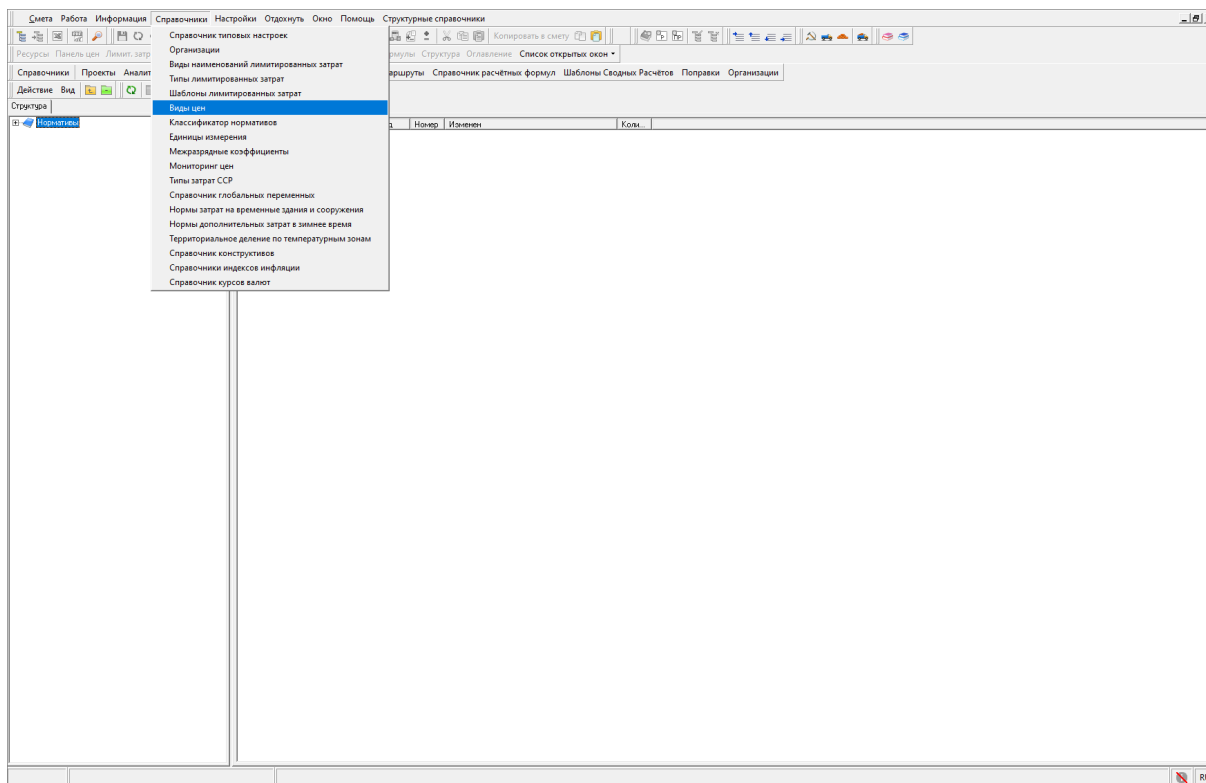 Смета Работа Информация Справочники Настройки Отдохнуть Окно Помощь Структурные справочники
Копировать в смету
Ресурсы Панель цен Лимит. затр Структура Оглавление Список открытых окон
Справочники Проекты Справочник расчётных формул Шаблоны Сводных Расчётов Поправки Организации
Действие Вид
Структура
Нормативы
Номер Изменен Коли...
Справочник типовых настроек
Организации
Виды наименований лимитированных затрат
Типы лимитированных затрат
Шаблоны лимитированных затрат
Виды цен
Классификатор нормативов
Единицы измерения
Межразрядные коэффициенты
Мониторинг цен
Типы затрат ССР
Справочник глобальных переменных
Нормы затрат на временные здания и сооружения
Нормы дополнительных затрат в зимнее время
Территориальное деление по температурным зонам
Справочник конструктивов
Справочники индексов инфляции
Справочник курсов валют